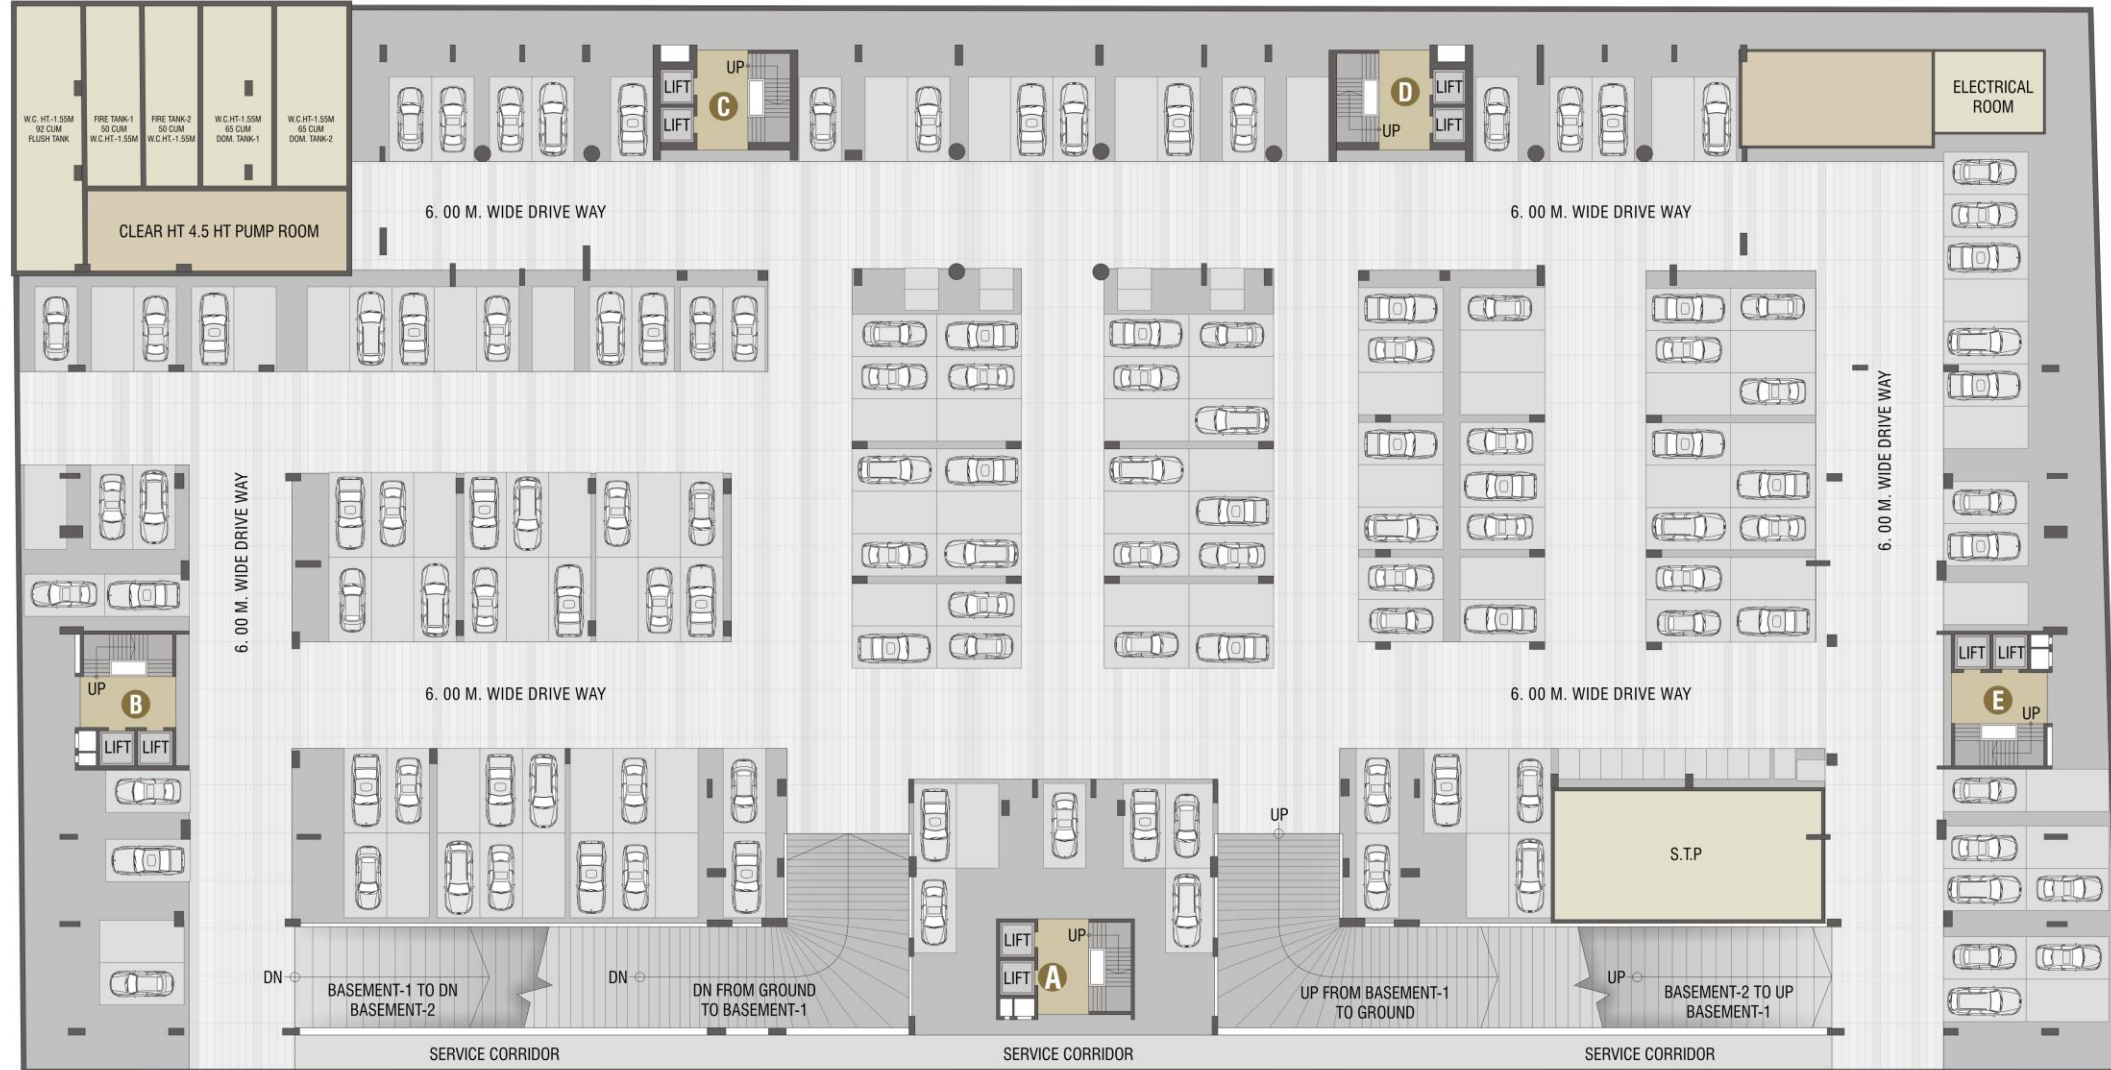 W.C. HT.-1.55M
92 CUM
FLUSH TANK
FIRE TANK-1
50 CUM
W.C.HT.-1.55M
FIRE TANK-2
50 CUM
W.C.HT.-1.55M
W.C.HT-1.55M
65 CUM
DOM. TANK-1
W.C.HT-1.55M
65 CUM
DOM. TANK-2
CLEAR HT 4.5 HT PUMP ROOM
LIFT
LIFT
C
UP
D
UP
LIFT
LIFT
ELECTRICAL
ROOM
6. 00 M. WIDE DRIVE WAY
6. 00 M. WIDE DRIVE WAY
6. 00 M. WIDE DRIVE WAY
6. 00 M. WIDE DRIVE WAY
UP
B
LIFT
LIFT
6. 00 M. WIDE DRIVE WAY
6. 00 M. WIDE DRIVE WAY
LIFT
LIFT
E
UP
UP
S.T.P
LIFT
LIFT
UP
A
DN
BASEMENT-1 TO DN
BASEMENT-2
DN
DN FROM GROUND
TO BASEMENT-1
UP FROM BASEMENT-1
TO GROUND
UP
BASEMENT-2 TO UP
BASEMENT-1
SERVICE CORRIDOR
SERVICE CORRIDOR
SERVICE CORRIDOR